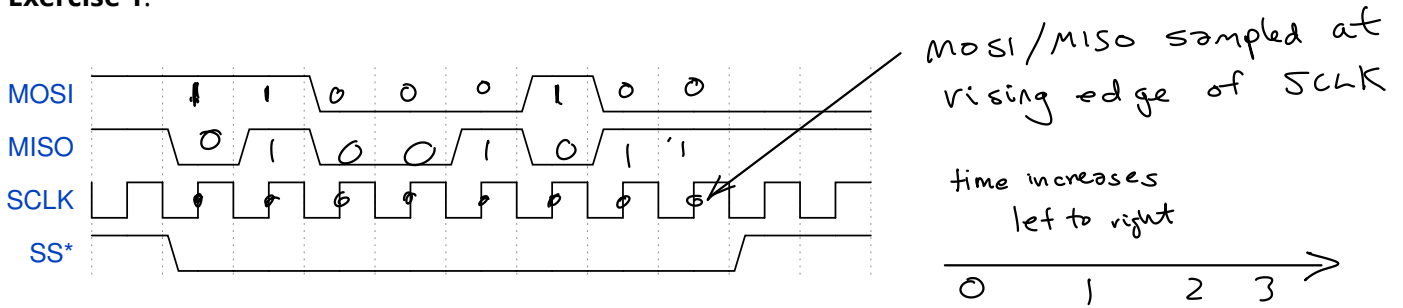 Exercise 1.
MOSI/MISO sampled at
rising edge of SCLK
MOSI 1 1 0 0 0 1 0 0
MISO 0 1 0 0 1 0 1 1
SCLK
SS*
time increases
left to right
0 1 2 3